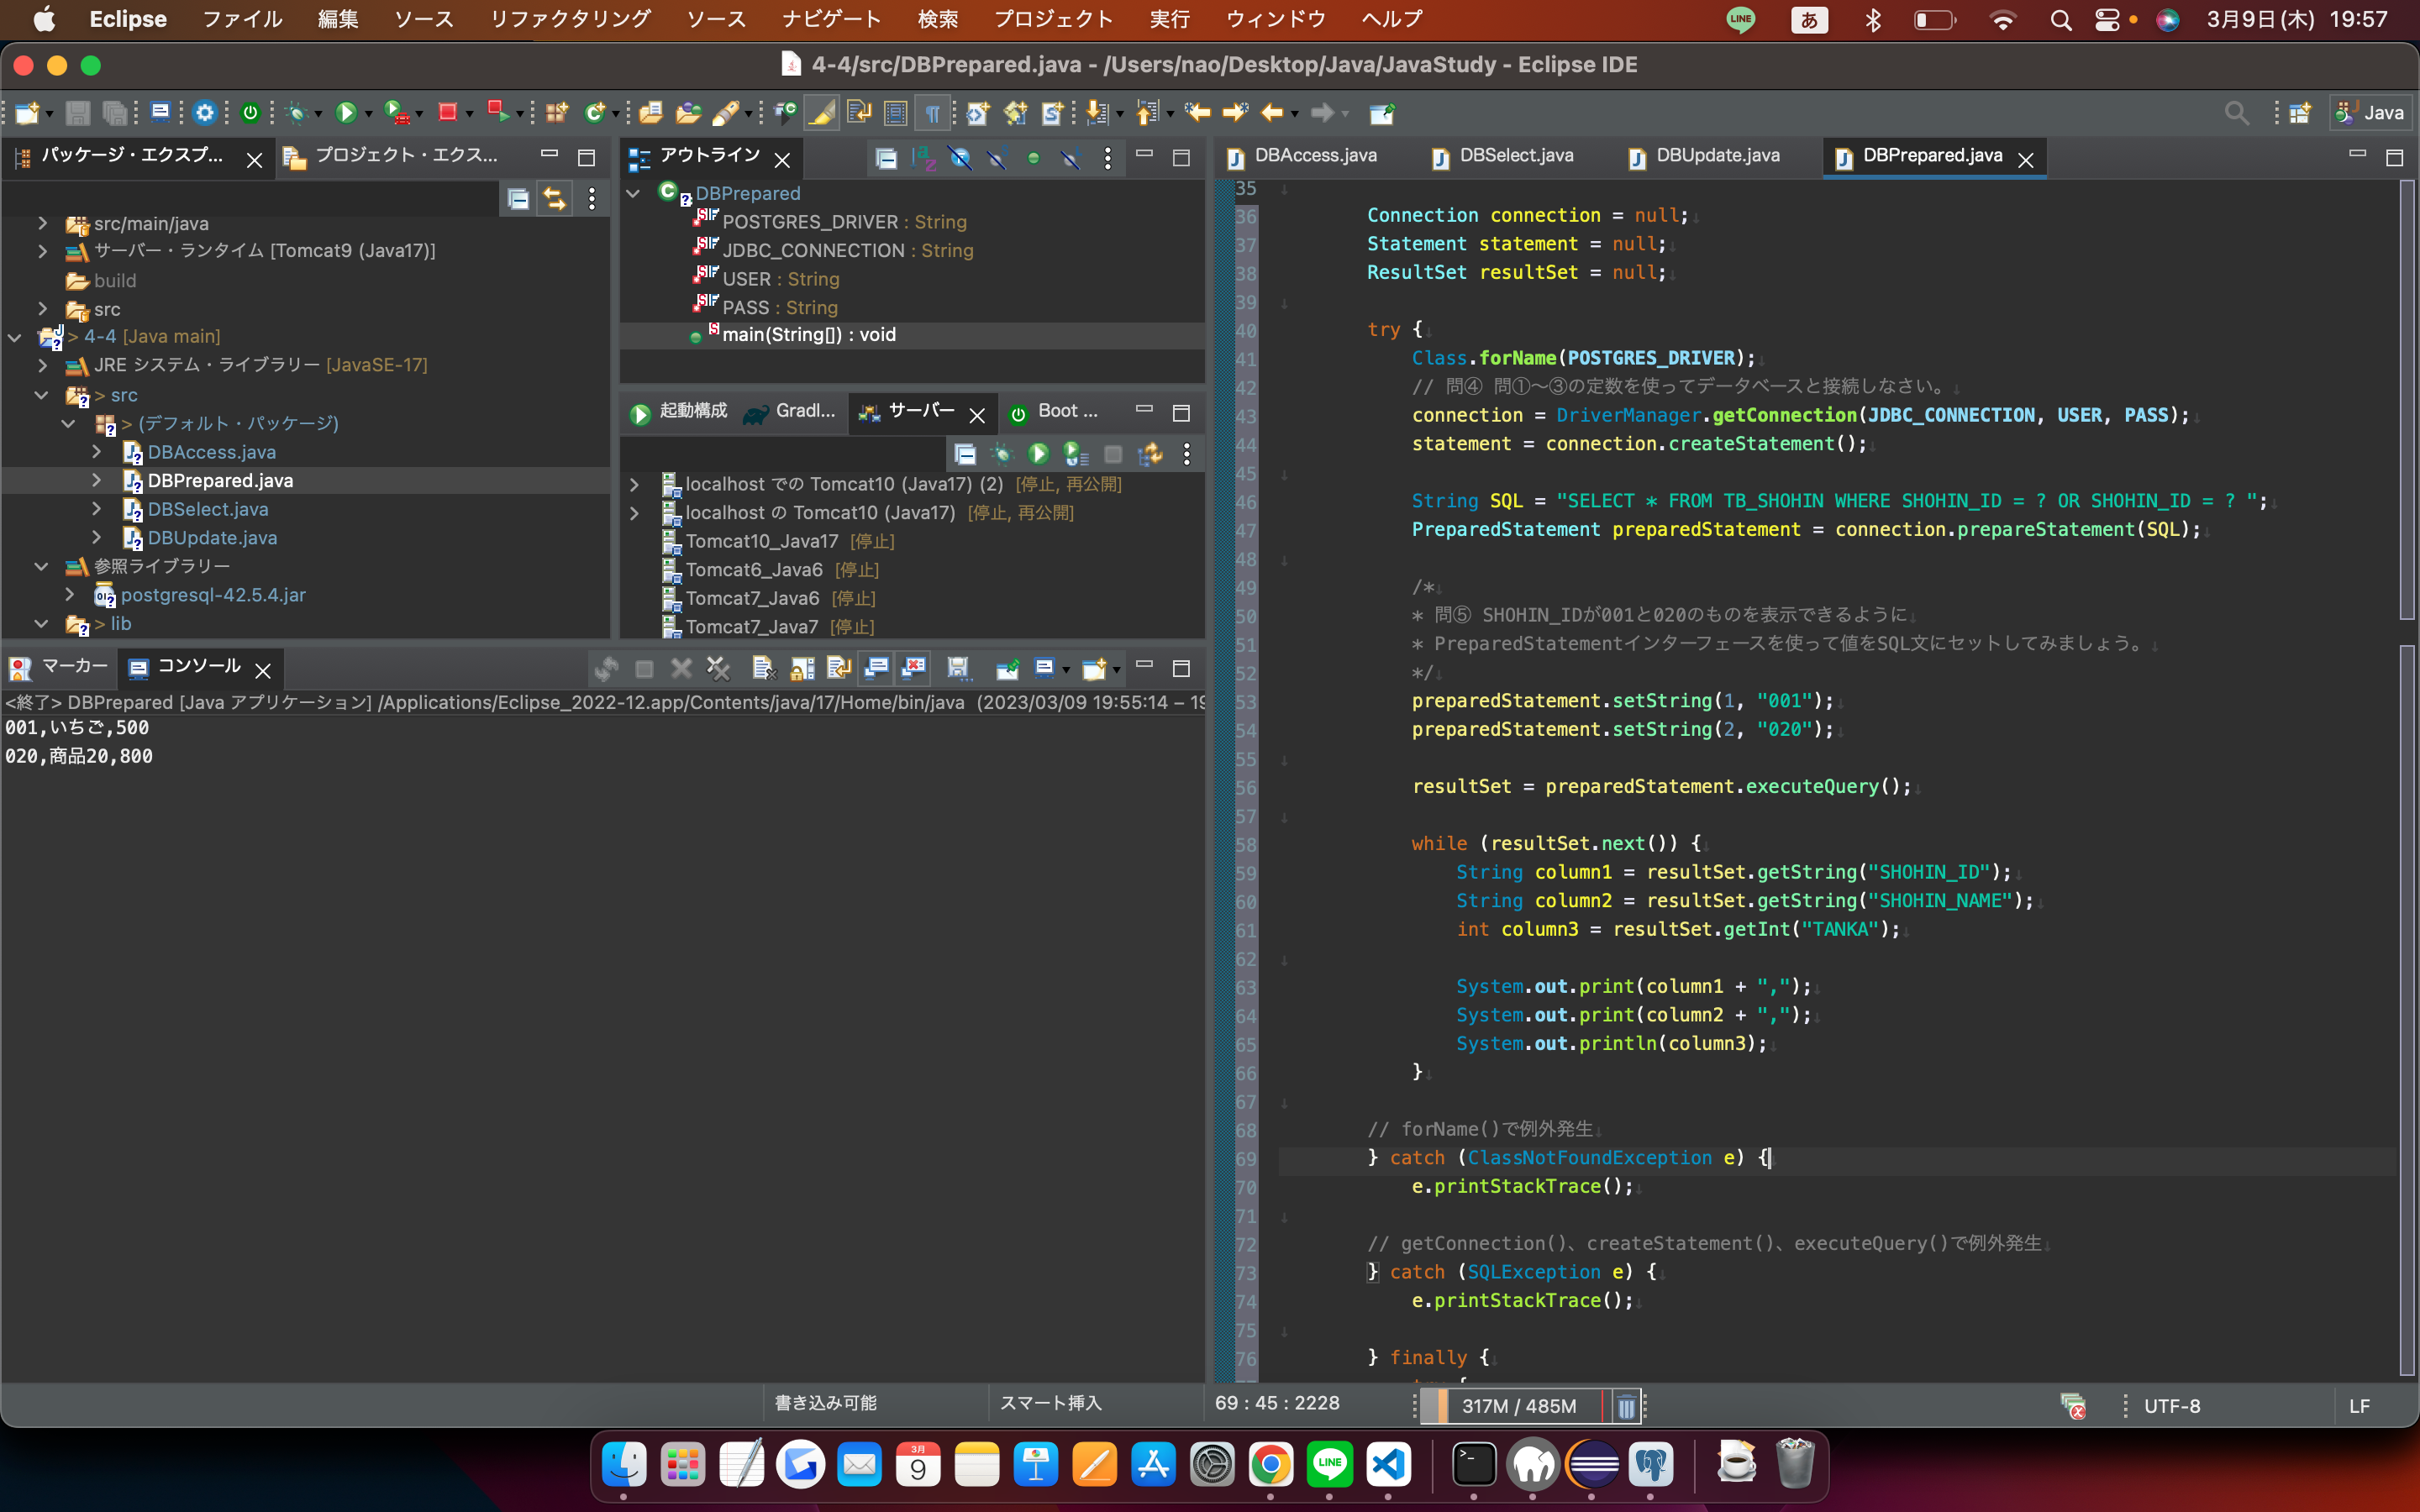 Eclipse ファイル 編集 ソース リファクタリング ソース ナビゲート 検索 プロジェクト 実行 ウィンドウ ヘルプ LINE あ 3月9日(木) 19:57
4-4/src/DBPrepared.java - /Users/nao/Desktop/Java/JavaStudy - Eclipse IDE
Java
パッケージ・エクスプ... プロジェクト・エクス...
src/main/java
サーバー・ランタイム [Tomcat9 (Java17)]
build
src
> 4-4 [Java main]
JRE システム・ライブラリー [JavaSE-17]
> src
> (デフォルト・パッケージ)
DBAccess.java
DBPrepared.java
DBSelect.java
DBUpdate.java
参照ライブラリー
postgresql-42.5.4.jar
> lib
アウトライン
DBPrepared
POSTGRES_DRIVER : String
JDBC_CONNECTION : String
USER : String
PASS : String
main(String[]) : void
起動構成 Gradl... サーバー Boot ...
localhost での Tomcat10 (Java17) (2) [停止, 再公開]
localhost の Tomcat10 (Java17) [停止, 再公開]
Tomcat10_Java17 [停止]
Tomcat6_Java6 [停止]
Tomcat7_Java6 [停止]
Tomcat7_Java7 [停止]
マーカー コンソール
<終了> DBPrepared [Java アプリケーション] /Applications/Eclipse_2022-12.app/Contents/java/17/Home/bin/java (2023/03/09 19:55:14 – 19
001,いちご,500
020,商品20,800
DBAccess.java DBSelect.java DBUpdate.java DBPrepared.java
35
36 Connection connection = null;
37 Statement statement = null;
38 ResultSet resultSet = null;
39
40 try {
41 Class.forName(POSTGRES_DRIVER);
42 // 問④ 問①〜③の定数を使ってデータベースと接続しなさい。
43 connection = DriverManager.getConnection(JDBC_CONNECTION, USER, PASS);
44 statement = connection.createStatement();
45
46 String SQL = "SELECT * FROM TB_SHOHIN WHERE SHOHIN_ID = ? OR SHOHIN_ID = ? ";
47 PreparedStatement preparedStatement = connection.prepareStatement(SQL);
48
49 /*
50 * 問⑤ SHOHIN_IDが001と020のものを表示できるように
51 * PreparedStatementインターフェースを使って値をSQL文にセットしてみましょう。
52 */
53 preparedStatement.setString(1, "001");
54 preparedStatement.setString(2, "020");
55
56 resultSet = preparedStatement.executeQuery();
57
58 while (resultSet.next()) {
59 String column1 = resultSet.getString("SHOHIN_ID");
60 String column2 = resultSet.getString("SHOHIN_NAME");
61 int column3 = resultSet.getInt("TANKA");
62
63 System.out.print(column1 + ",");
64 System.out.print(column2 + ",");
65 System.out.println(column3);
66 }
67
68 // forName()で例外発生
69 } catch (ClassNotFoundException e) {
70 e.printStackTrace();
71
72 // getConnection()、createStatement()、executeQuery()で例外発生
73 } catch (SQLException e) {
74 e.printStackTrace();
75
76 } finally {
try {
書き込み可能 スマート挿入 69 : 45 : 2228 317M / 485M UTF-8 LF
3月
9
LINE